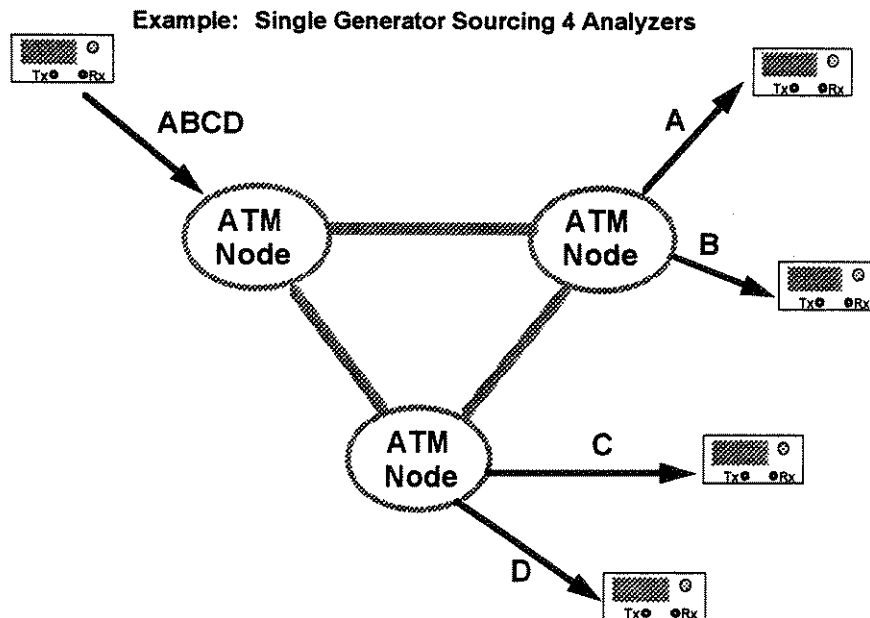 Example: Single Generator Sourcing 4 Analyzers
Tx Rx
ABCD
A
Tx Rx
ATM
Node
ATM
Node
B
Tx Rx
ATM
Node
C
Tx Rx
D
Tx Rx